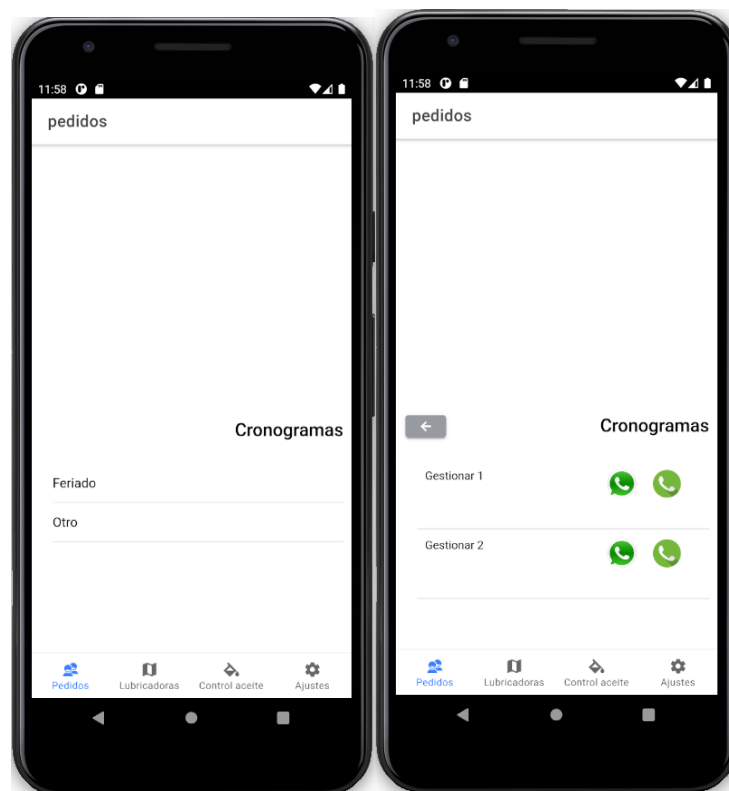 11:58
pedidos
Cronogramas
Feriado
Otro
Pedidos
Lubricadoras
Control aceite
Ajustes
11:58
pedidos
Cronogramas
Gestionar 1
Gestionar 2
Pedidos
Lubricadoras
Control aceite
Ajustes